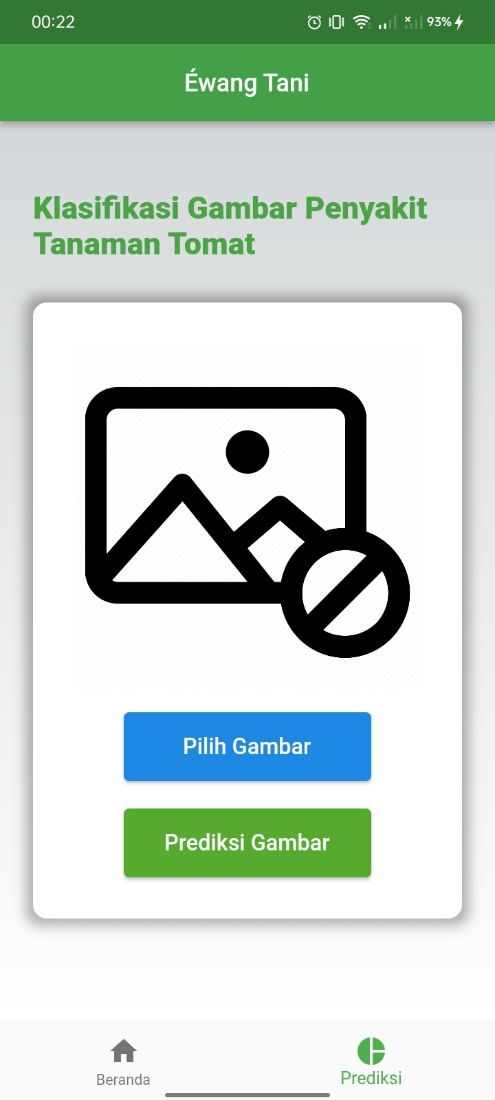 00:22
93%
Éwang Tani
Klasifikasi Gambar Penyakit
Tanaman Tomat
Pilih Gambar
Prediksi Gambar
Beranda
Prediksi